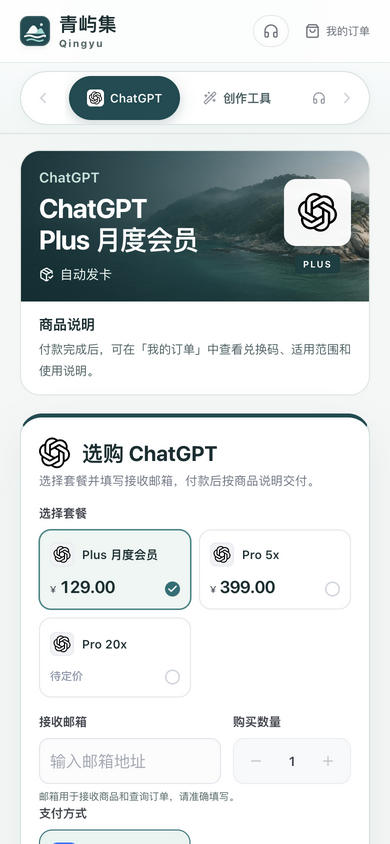 青屿集
Qingyu
我的订单
ChatGPT
创作工具
ChatGPT
ChatGPT
Plus 月度会员
自动发卡
PLUS
商品说明
付款完成后，可在「我的订单」中查看兑换码、适用范围和
使用说明。
选购 ChatGPT
选择套餐并填写接收邮箱，付款后按商品说明交付。
选择套餐
Plus 月度会员
¥ 129.00
Pro 5x
¥ 399.00
Pro 20x
待定价
接收邮箱
购买数量
输入邮箱地址
− 1 +
邮箱用于接收商品和查询订单，请准确填写。
支付方式